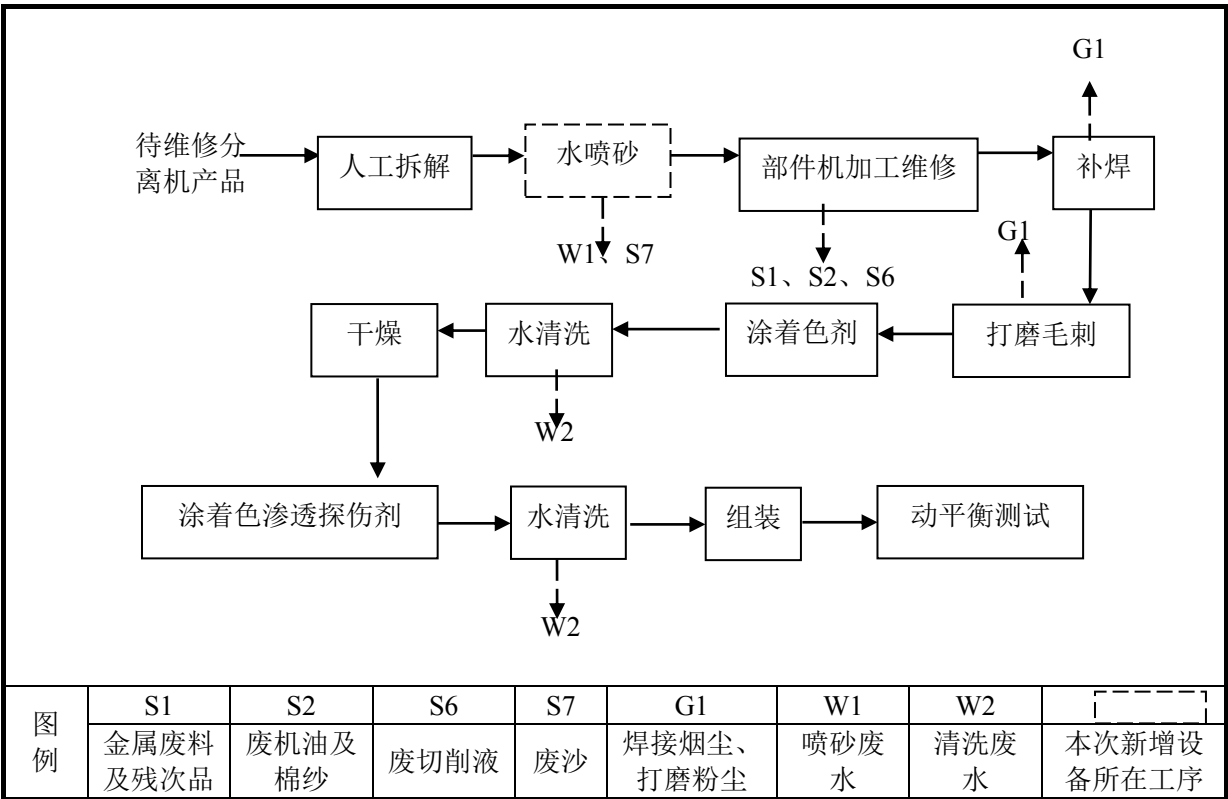 G1
待维修分
离机产品
人工拆解
水喷砂
部件机加工维修
补焊
W1、S7
S1、S2、S6
G1
干燥
水清洗
涂着色剂
打磨毛刺
W2
涂着色渗透探伤剂
水清洗
组装
动平衡测试
W2
图
例
S1
S2
S6
S7
G1
W1
W2
金属废料
及残次品
废机油及
棉纱
废切削液
废沙
焊接烟尘、
打磨粉尘
喷砂废
水
清洗废
水
本次新增设
备所在工序